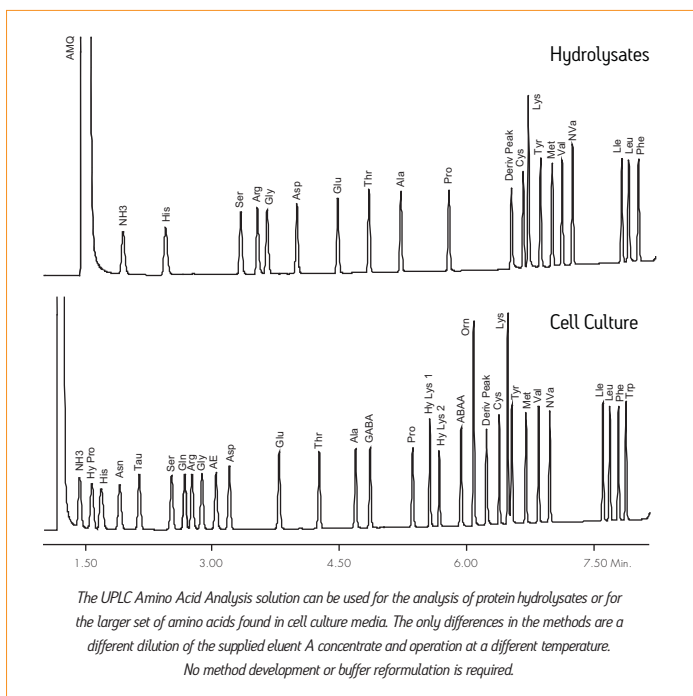 Hydrolysates
AMQ
NH3
His
Ser
Arg
Gly
Asp
Glu
Thr
Ala
Pro
Deriv Peak
Cys
Lys
Tyr
Met
Val
NVa
Lle
Leu
Phe
Cell Culture
NH3
Hy Pro
His
Asn
Tau
Ser
Gln
Arg
Gly
AE
Asp
Glu
Thr
Ala
GABA
Pro
Hy Lys 1
Hy Lys 2
ABAA
Orn
Deriv Peak
Cys
Lys
Tyr
Met
Val
NVa
Lle
Leu
Phe
Trp
1.50 3.00 4.50 6.00 7.50 Min.
The UPLC Amino Acid Analysis solution can be used for the analysis of protein hydrolysates or for
the larger set of amino acids found in cell culture media. The only differences in the methods are a
different dilution of the supplied eluent A concentrate and operation at a different temperature.
No method development or buffer reformulation is required.